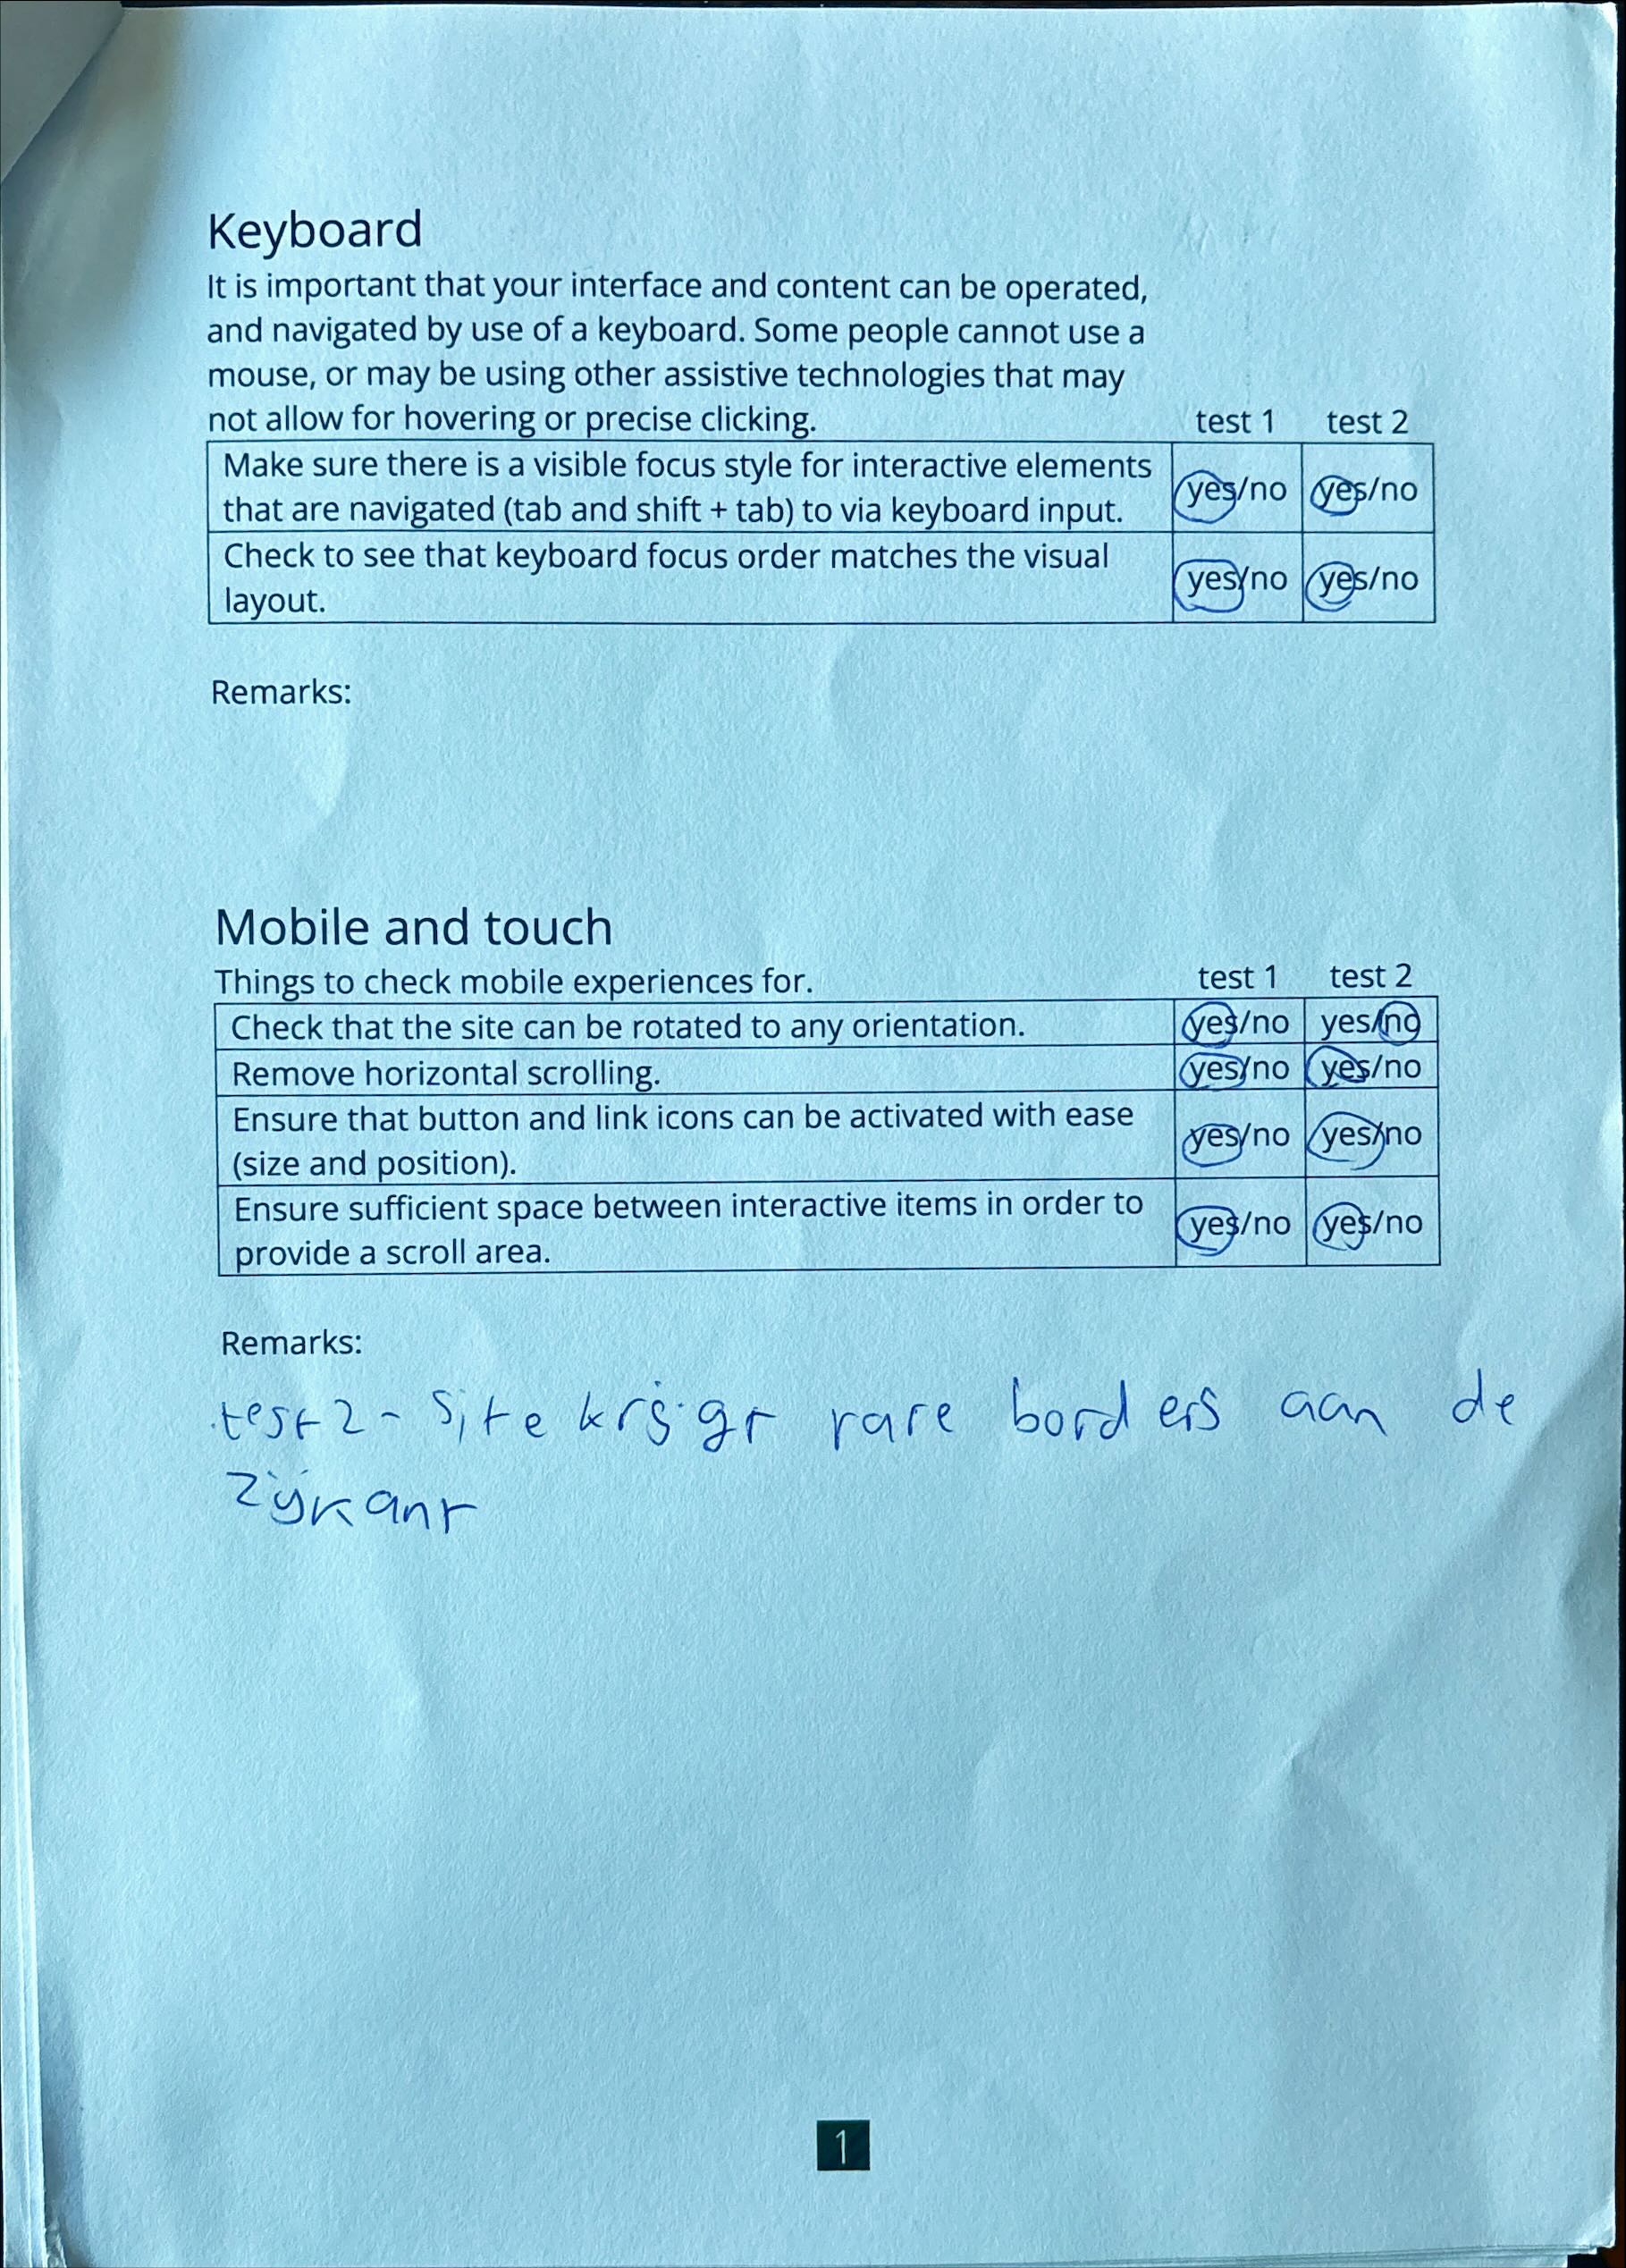 Keyboard
It is important that your interface and content can be operated,
and navigated by use of a keyboard. Some people cannot use a
mouse, or may be using other assistive technologies that may
not allow for hovering or precise clicking. test 1 test 2
Make sure there is a visible focus style for interactive elements
that are navigated (tab and shift + tab) to via keyboard input.
yes/no yes/no
Check to see that keyboard focus order matches the visual
layout.
yes/no yes/no
Remarks:
Mobile and touch
Things to check mobile experiences for. test 1 test 2
Check that the site can be rotated to any orientation. yes/no yes/no
Remove horizontal scrolling. yes/no yes/no
Ensure that button and link icons can be activated with ease
(size and position).
yes/no yes/no
Ensure sufficient space between interactive items in order to
provide a scroll area.
yes/no yes/no
Remarks:
test 2 - Site krijgt rare borders aan de
zijkant
1